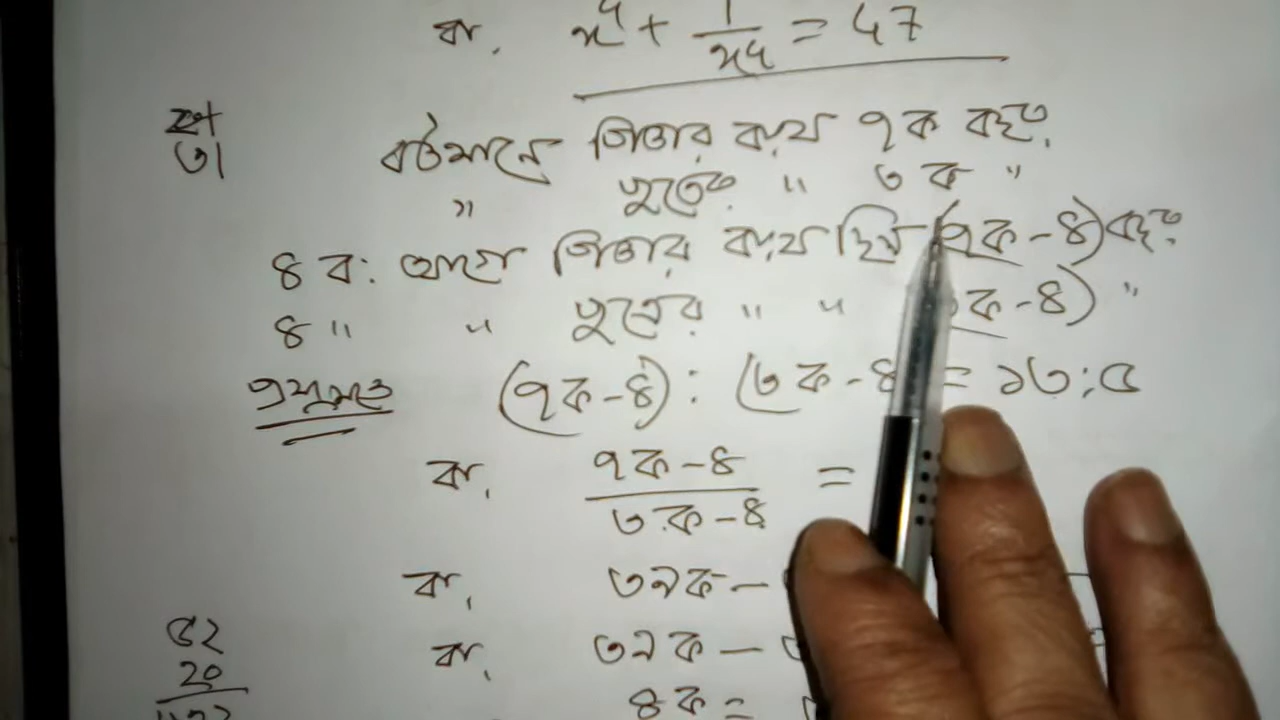 বা, x⁴ + 1/x⁴ = 47
৩। বর্তমানে পিতার বয়স ৭ক বছর
" পুত্রের " ৩ক "
৪ ব: আগে পিতার বয়স ছিল (৭ক-৪) বছর
৪ " " পুত্রের " " ক-৪) "
প্রশ্নমতে (৭ক-৪) : (৩ক-৪ = ১৩:৫
বা, ৭ক-৪ / ৩ক-৪ =
বা, ৩৯ক-
বা, ৩৯ক-
৪ক =
৫২
২০